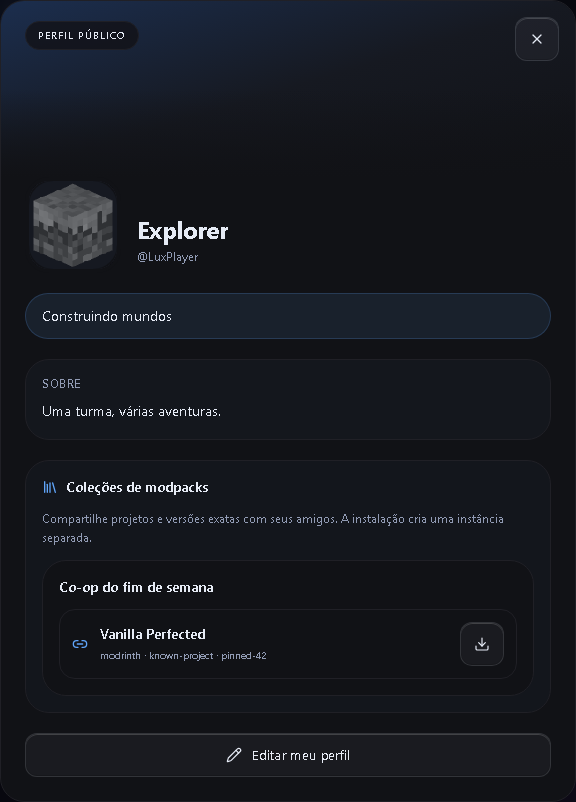 PERFIL PÚBLICO
Explorer
@LuxPlayer
Construindo mundos
SOBRE
Uma turma, várias aventuras.
Coleções de modpacks
Compartilhe projetos e versões exatas com seus amigos. A instalação cria uma instância
separada.
Co-op do fim de semana
Vanilla Perfected
modrinth · known-project · pinned-42
Editar meu perfil